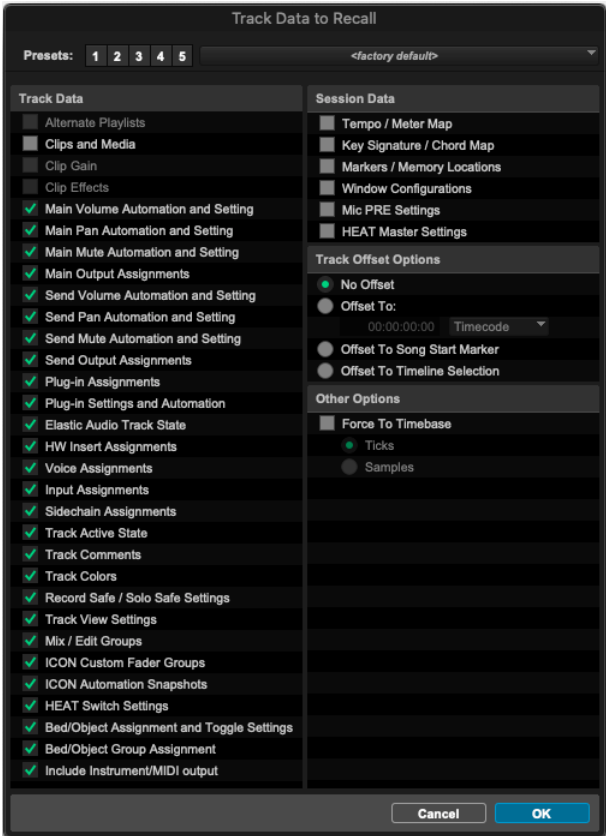 Track Data to Recall
Presets: 1 2 3 4 5 <factory default>
Track Data
Alternate Playlists
Clips and Media
Clip Gain
Clip Effects
Main Volume Automation and Setting
Main Pan Automation and Setting
Main Mute Automation and Setting
Main Output Assignments
Send Volume Automation and Setting
Send Pan Automation and Setting
Send Mute Automation and Setting
Send Output Assignments
Plug-in Assignments
Plug-in Settings and Automation
Elastic Audio Track State
HW Insert Assignments
Voice Assignments
Input Assignments
Sidechain Assignments
Track Active State
Track Comments
Track Colors
Record Safe / Solo Safe Settings
Track View Settings
Mix / Edit Groups
ICON Custom Fader Groups
ICON Automation Snapshots
HEAT Switch Settings
Bed/Object Assignment and Toggle Settings
Bed/Object Group Assignment
Include Instrument/MIDI output
Session Data
Tempo / Meter Map
Key Signature / Chord Map
Markers / Memory Locations
Window Configurations
Mic PRE Settings
HEAT Master Settings
Track Offset Options
No Offset
Offset To:
00:00:00:00 Timecode
Offset To Song Start Marker
Offset To Timeline Selection
Other Options
Force To Timebase
Ticks
Samples
Cancel OK